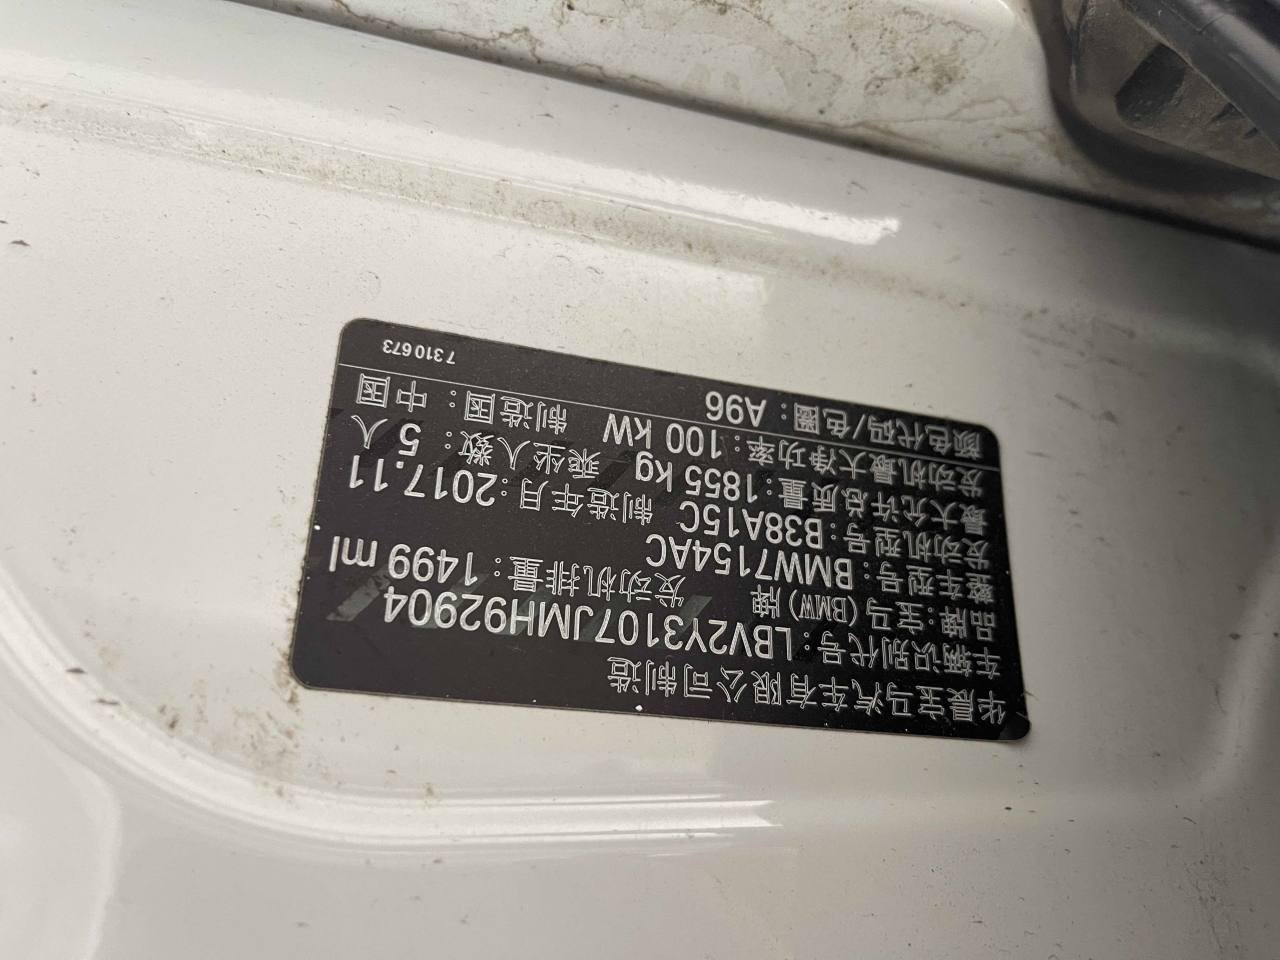 华晨宝马汽车有限公司制造
车辆识别代号：LBV2Y3107JMH92904
品牌：宝马(BMW)牌 发动机排量：1499 ml
整车型号：BMW7154AC
发动机型号：B38A15C 制造年月：2017.11
最大允许总质量：1855 kg 乘坐人数：5人
发动机最大净功率：100 kW 制造国：中国
颜色代码/色圈：A96
7310673